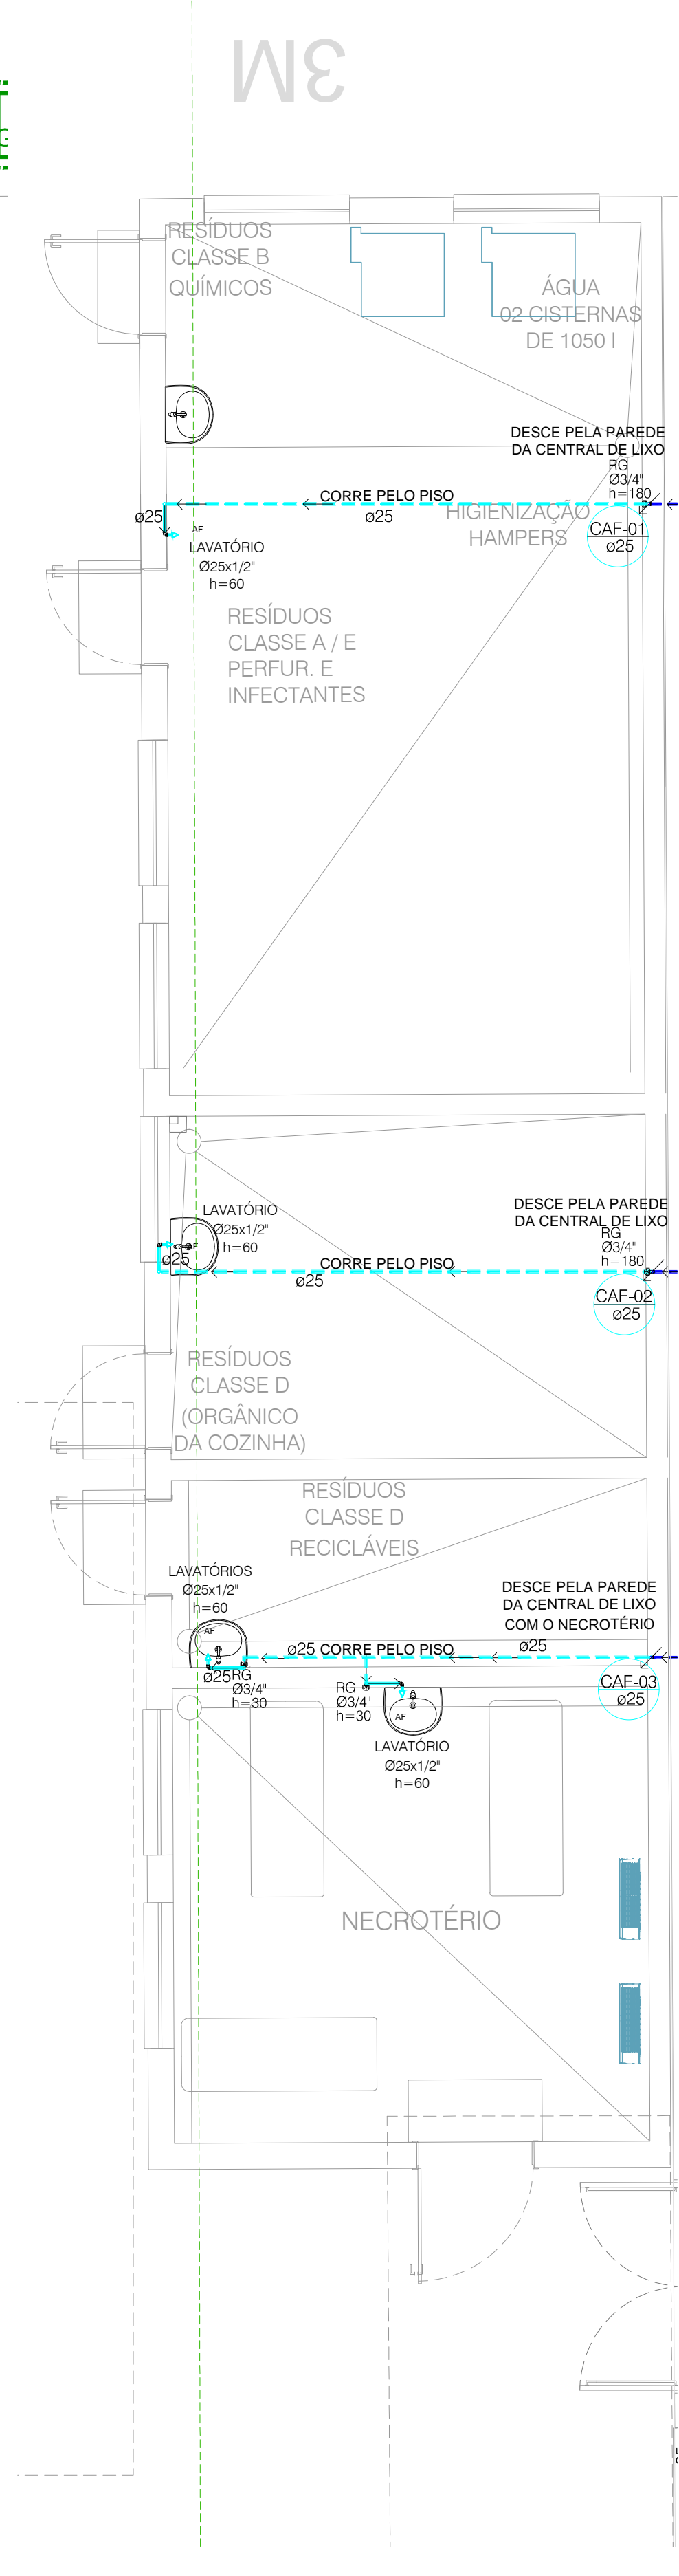 3M
RESÍDUOS
CLASSE B
QUÍMICOS
ÁGUA
02 CISTERNAS
DE 1050 l
DESCE PELA PAREDE
DA CENTRAL DE LIXO
RG
Ø3/4"
h=180
CORRE PELO PISO
ø25
ø25
HIGIENIZAÇÃO
HAMPERS
CAF-01
ø25
AF
LAVATÓRIO
Ø25x1/2"
h=60
RESÍDUOS
CLASSE A / E
PERFUR. E
INFECTANTES
DESCE PELA PAREDE
DA CENTRAL DE LIXO
RG
Ø3/4"
h=180
LAVATÓRIO
Ø25x1/2"
h=60
AF
ø25
CORRE PELO PISO
ø25
CAF-02
ø25
RESÍDUOS
CLASSE D
(ORGÂNICO
DA COZINHA)
RESÍDUOS
CLASSE D
RECICLÁVEIS
LAVATÓRIOS
Ø25x1/2"
h=60
AF
DESCE PELA PAREDE
DA CENTRAL DE LIXO
COM O NECROTÉRIO
ø25 CORRE PELO PISO
ø25
ø25
RG
Ø3/4"
h=30
RG
Ø3/4"
h=30
CAF-03
ø25
AF
LAVATÓRIO
Ø25x1/2"
h=60
NECROTÉRIO